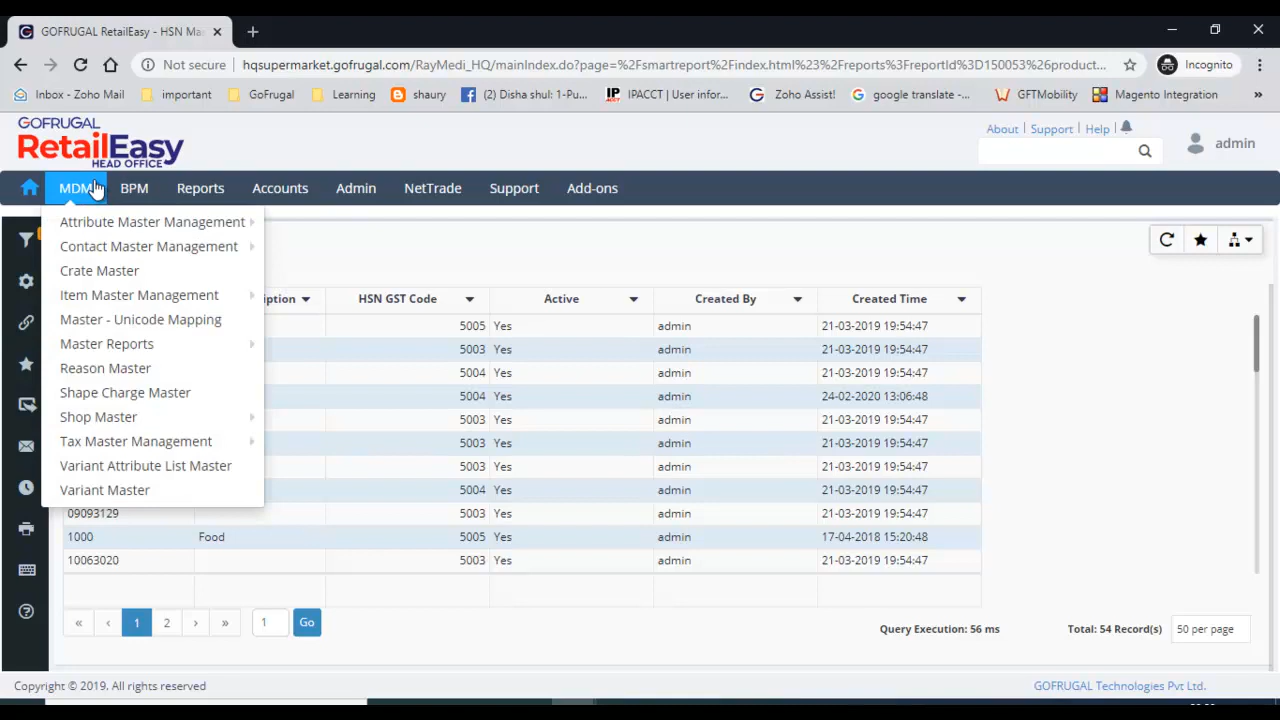 GOFRUGAL RetailEasy - HSN Ma
Not secure hqsupermarket.gofrugal.com/RayMedi_HQ/mainIndex.do?page=%2Fsmartreport%2Findex.html%23%2Freports%3FreportId%3D150053%26product... Incognito
Inbox - Zoho Mail important GoFrugal Learning shaury (2) Disha shul: 1-Pu... IPACCT | User infor... Zoho Assist! google translate -... GFTMobility Magento Integration »
GOFRUGAL
RetailEasy
HEAD OFFICE
About | Support | Help |
admin
MDM BPM Reports Accounts Admin NetTrade Support Add-ons
Attribute Master Management
Contact Master Management
Crate Master
Item Master Management
Master - Unicode Mapping
Master Reports
Reason Master
Shape Charge Master
Shop Master
Tax Master Management
Variant Attribute List Master
Variant Master
iption HSN GST Code Active Created By Created Time
5005 Yes admin 21-03-2019 19:54:47
5003 Yes admin 21-03-2019 19:54:47
5004 Yes admin 21-03-2019 19:54:47
5004 Yes admin 24-02-2020 13:06:48
5003 Yes admin 21-03-2019 19:54:47
5003 Yes admin 21-03-2019 19:54:47
5003 Yes admin 21-03-2019 19:54:47
5004 Yes admin 21-03-2019 19:54:47
09093129 5003 Yes admin 21-03-2019 19:54:47
1000 Food 5005 Yes admin 17-04-2018 15:20:48
10063020 5003 Yes admin 21-03-2019 19:54:47
« ‹ 1 2 › » 1 Go
Query Execution: 56 ms Total: 54 Record(s) 50 per page
Copyright © 2019. All rights reserved GOFRUGAL Technologies Pvt Ltd.